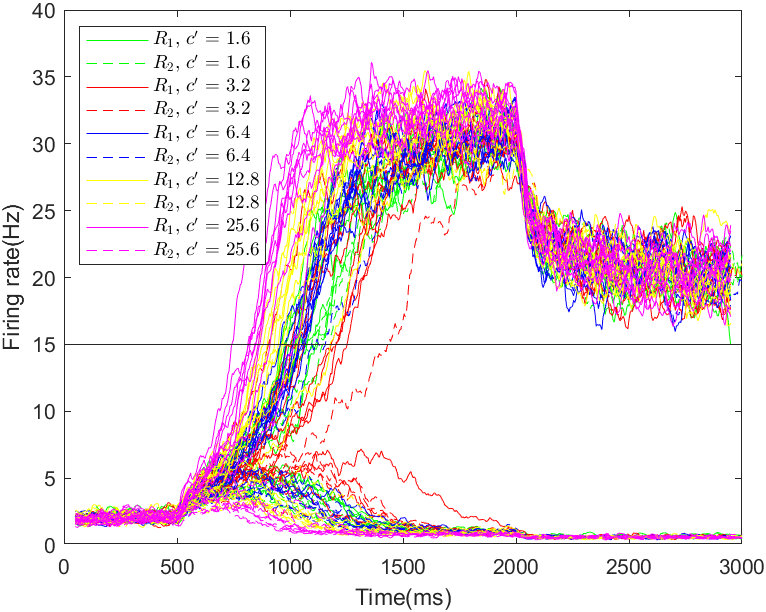 40
35
30
25
20
15
10
5
0
Firing rate(Hz)
R₁, c′ = 1.6
R₂, c′ = 1.6
R₁, c′ = 3.2
R₂, c′ = 3.2
R₁, c′ = 6.4
R₂, c′ = 6.4
R₁, c′ = 12.8
R₂, c′ = 12.8
R₁, c′ = 25.6
R₂, c′ = 25.6
0 500 1000 1500 2000 2500 3000
Time(ms)